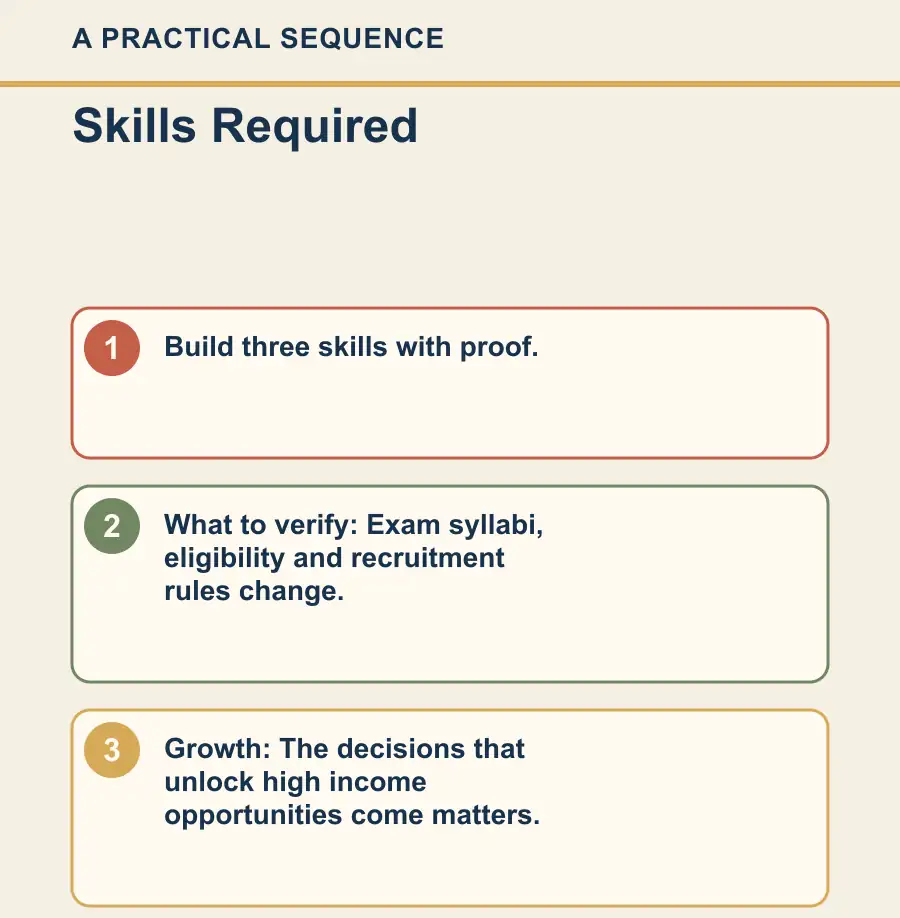 A PRACTICAL SEQUENCE
Skills Required
1
Build three skills with proof.
2
What to verify: Exam syllabi,
eligibility and recruitment
rules change.
3
Growth: The decisions that
unlock high income
opportunities come matters.